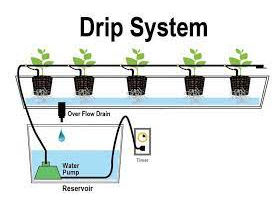 Drip System
Over Flow Drain
Timer
Water
Pump
Reservoir